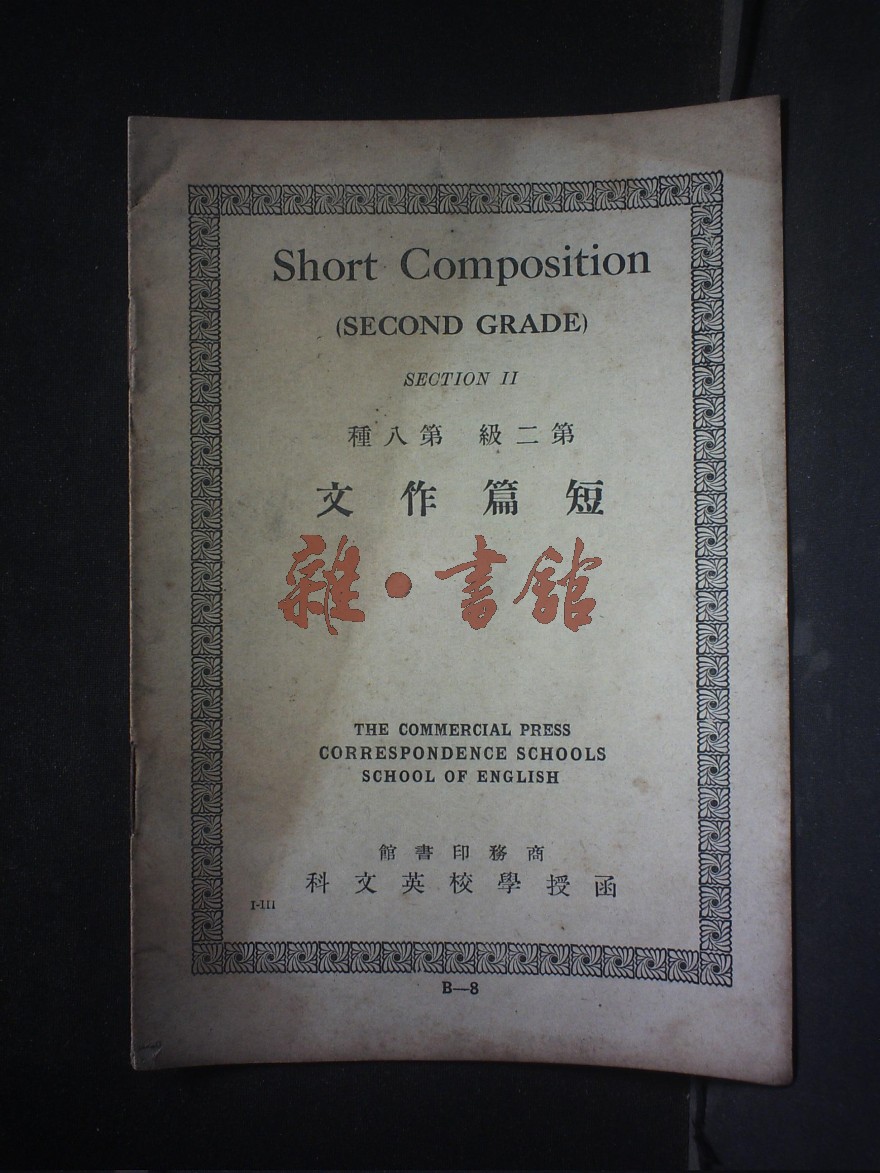 Short Composition
(SECOND GRADE)
SECTION II
第二級 第八種
短篇作文
雜·書館
THE COMMERCIAL PRESS
CORRESPONDENCE SCHOOLS
SCHOOL OF ENGLISH
商務印書館
函授學校英文科
I-III
B—8